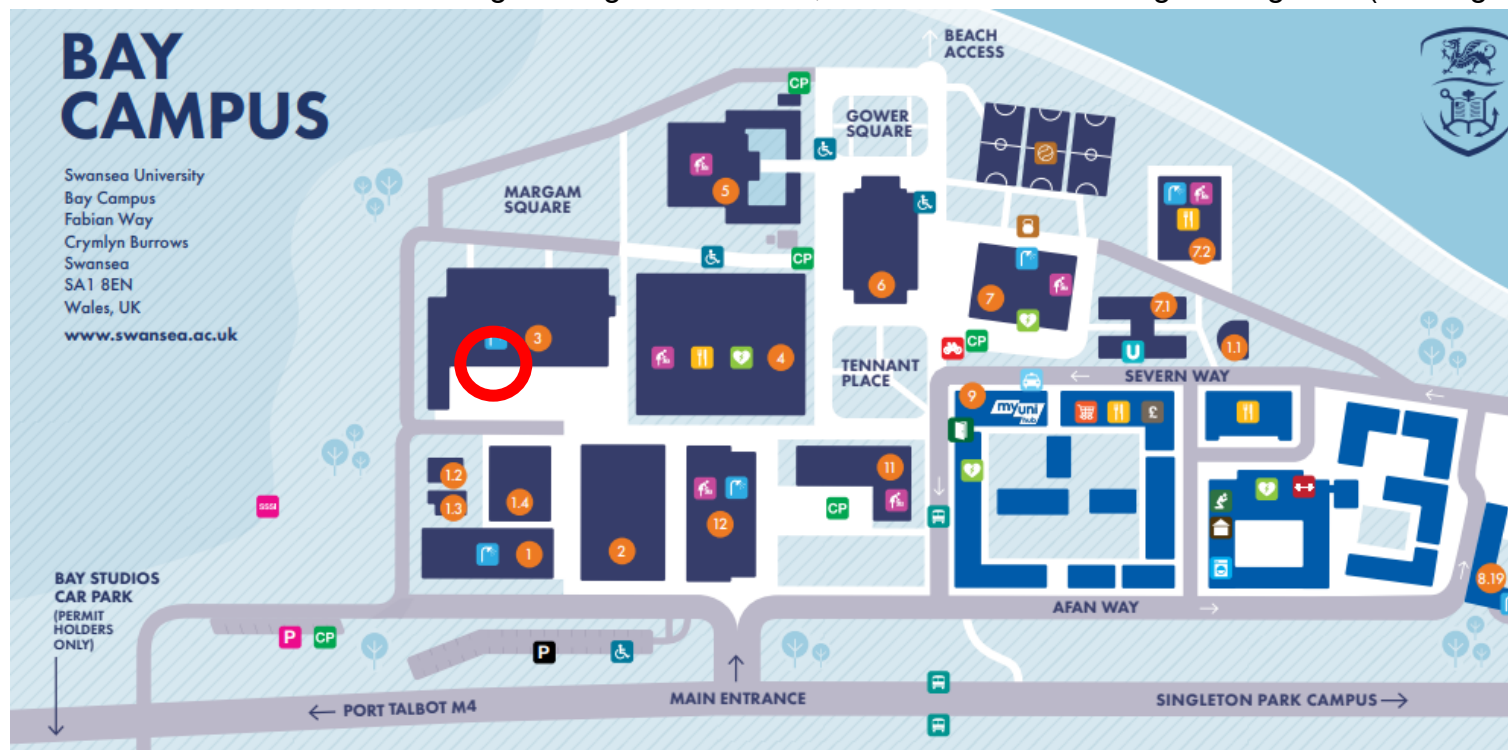 BAY
CAMPUS
Swansea University
Bay Campus
Fabian Way
Crymlyn Burrows
Swansea
SA1 8EN
Wales, UK
www.swansea.ac.uk
BEACH
ACCESS
CP
GOWER
SQUARE
MARGAM
SQUARE
5
CP
7.2
6
7
7.1
U
1.1
3
4
TENNANT
PLACE
CP
SEVERN WAY
9
myuni
hub
£
11
1.2
1.3
1.4
CP
12
1
2
SSSI
8.19
BAY STUDIOS
CAR PARK
(PERMIT
HOLDERS
ONLY)
P
CP
P
AFAN WAY
← PORT TALBOT M4
MAIN ENTRANCE
SINGLETON PARK CAMPUS →